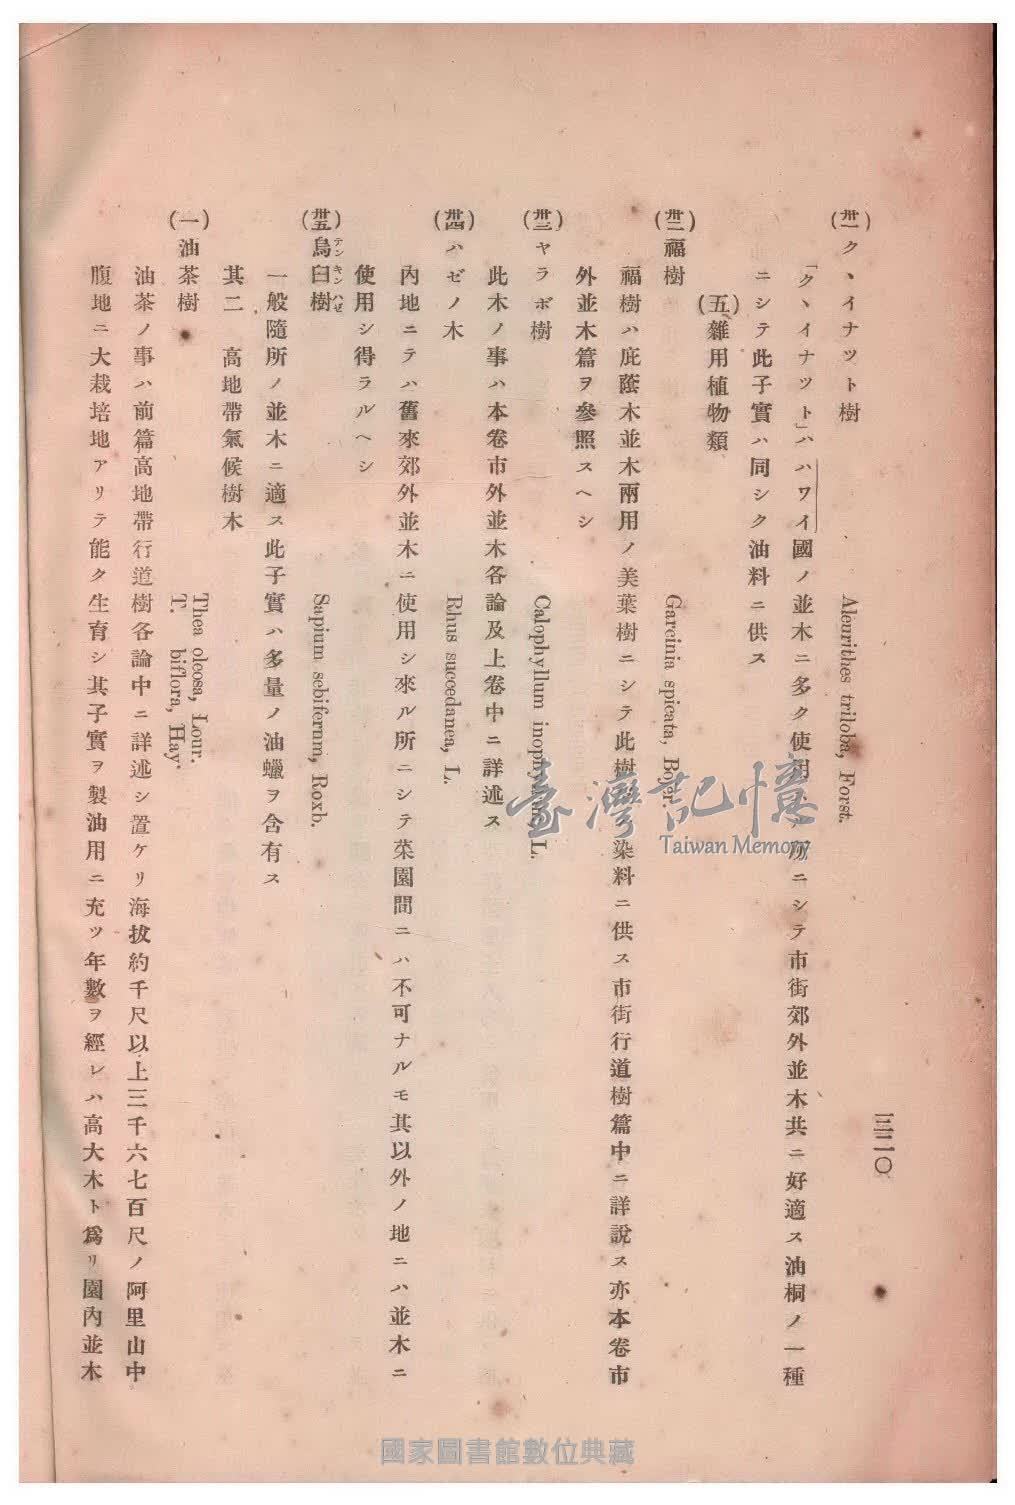 (卅一)クヽイナツト樹 Aleurithes triloba, Forst.
「クヽイナツト」ハハワイ國ノ並木ニ多ク使用 所ニシテ市街郊外並木共ニ好適ス油桐ノ一種
ニシテ此子實ハ同シク油料ニ供ス
(五)雜用植物類
(卅二)福樹 Garcinia spicata, Bojer.
福樹ハ庇蔭木並木兩用ノ美葉樹ニシテ此樹 染料ニ供ス市街行道樹篇中ニ詳說ス亦本卷市
外並木篇ヲ參照スヘシ
(卅三)ヤラボ樹 Calophyllum inophyllum, L.
此木ノ事ハ本卷市外並木各論及上卷中ニ詳述ス
(卅四)ハゼノ木 Rhus succedanea, L.
內地ニテハ舊來郊外並木ニ使用シ來ル所ニシテ菜園間ニハ不可ナルモ其以外ノ地ニハ並木ニ
使用シ得ラルヘシ
(卅五)烏臼樹 テンキンハゼ Sapium sebiferum, Roxb.
一般隨所ノ並木ニ適ス此子實ハ多量ノ油蠟ヲ含有ス
其二 高地帶氣候樹木
(一)油茶樹 Thea oleosa, Lour.
T. biflora, Hay.
油茶ノ事ハ前篇高地帶行道樹各論中ニ詳述シ置ケリ海拔約千尺以上三千六七百尺ノ阿里山中
腹地ニ大栽培地アリテ能ク生育シ其子實ヲ製油用ニ充ツ年數ヲ經レハ高大木ト爲リ園內並木
三二〇
臺灣記憶
Taiwan Memory
國家圖書館數位典藏